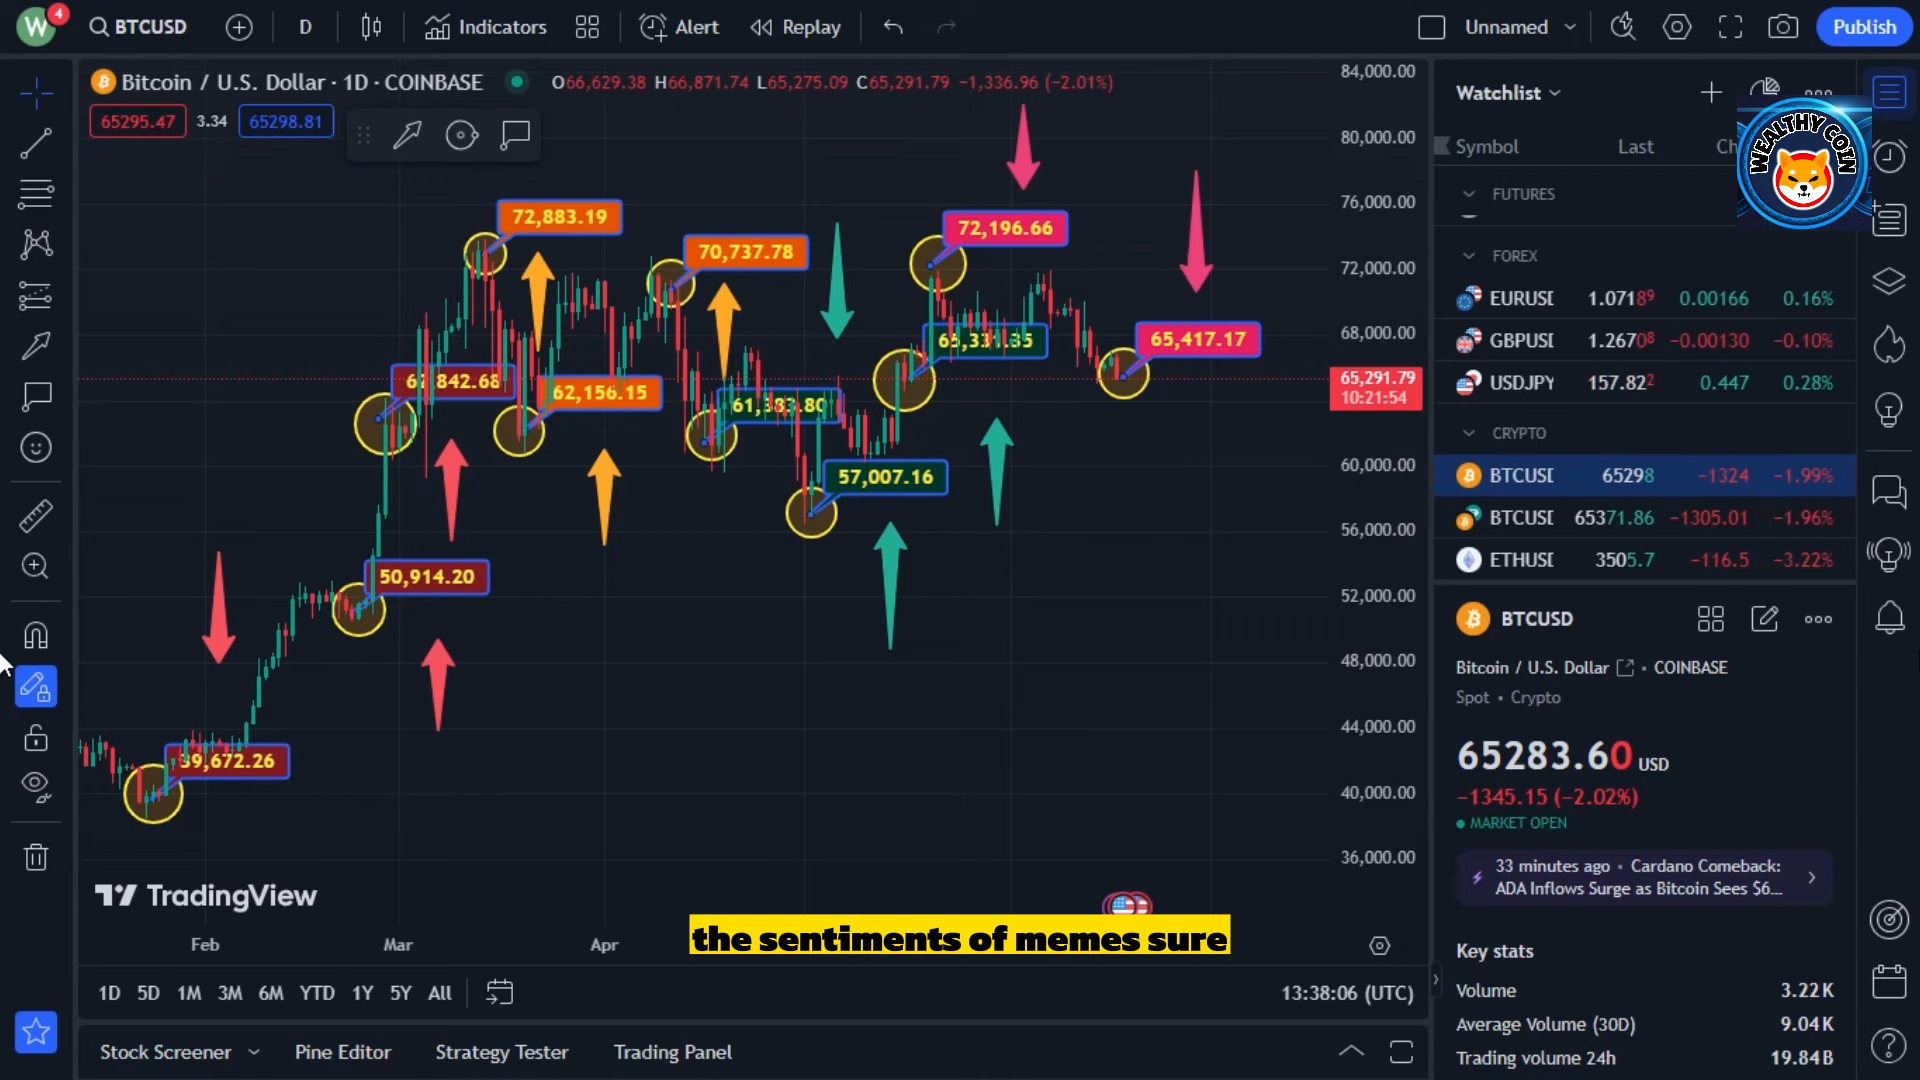 W 4 BTCUSD D Indicators Alert Replay Unnamed Publish
Bitcoin / U.S. Dollar · 1D · COINBASE O66,629.38 H66,871.74 L65,275.09 C65,291.79 −1,336.96 (−2.01%)
65295.47 3.34 65298.81
84,000.00
80,000.00
76,000.00
72,000.00
68,000.00
65,291.79
10:21:54
60,000.00
56,000.00
52,000.00
48,000.00
44,000.00
40,000.00
36,000.00
72,883.19
70,737.78
72,196.66
65,417.17
62,156.15
57,007.16
50,914.20
39,672.26
TradingView
Feb Mar Apr
the sentiments of memes sure
1D 5D 1M 3M 6M YTD 1Y 5Y All
13:38:06 (UTC)
Stock Screener Pine Editor Strategy Tester Trading Panel
Watchlist
WEALTHY COIN
Symbol Last Ch
FUTURES
FOREX
EURUSD 1.07189 0.00166 0.16%
GBPUSD 1.26708 −0.00130 −0.10%
USDJPY 157.822 0.447 0.28%
CRYPTO
BTCUSD 65298 −1324 −1.99%
BTCUSD 65371.86 −1305.01 −1.96%
ETHUSD 3505.7 −116.5 −3.22%
BTCUSD
Bitcoin / U.S. Dollar • COINBASE
Spot • Crypto
65283.60 USD
−1345.15 (−2.02%)
MARKET OPEN
33 minutes ago • Cardano Comeback:
ADA Inflows Surge as Bitcoin Sees $6...
Key stats
Volume 3.22K
Average Volume (30D) 9.04K
Trading volume 24h 19.84B